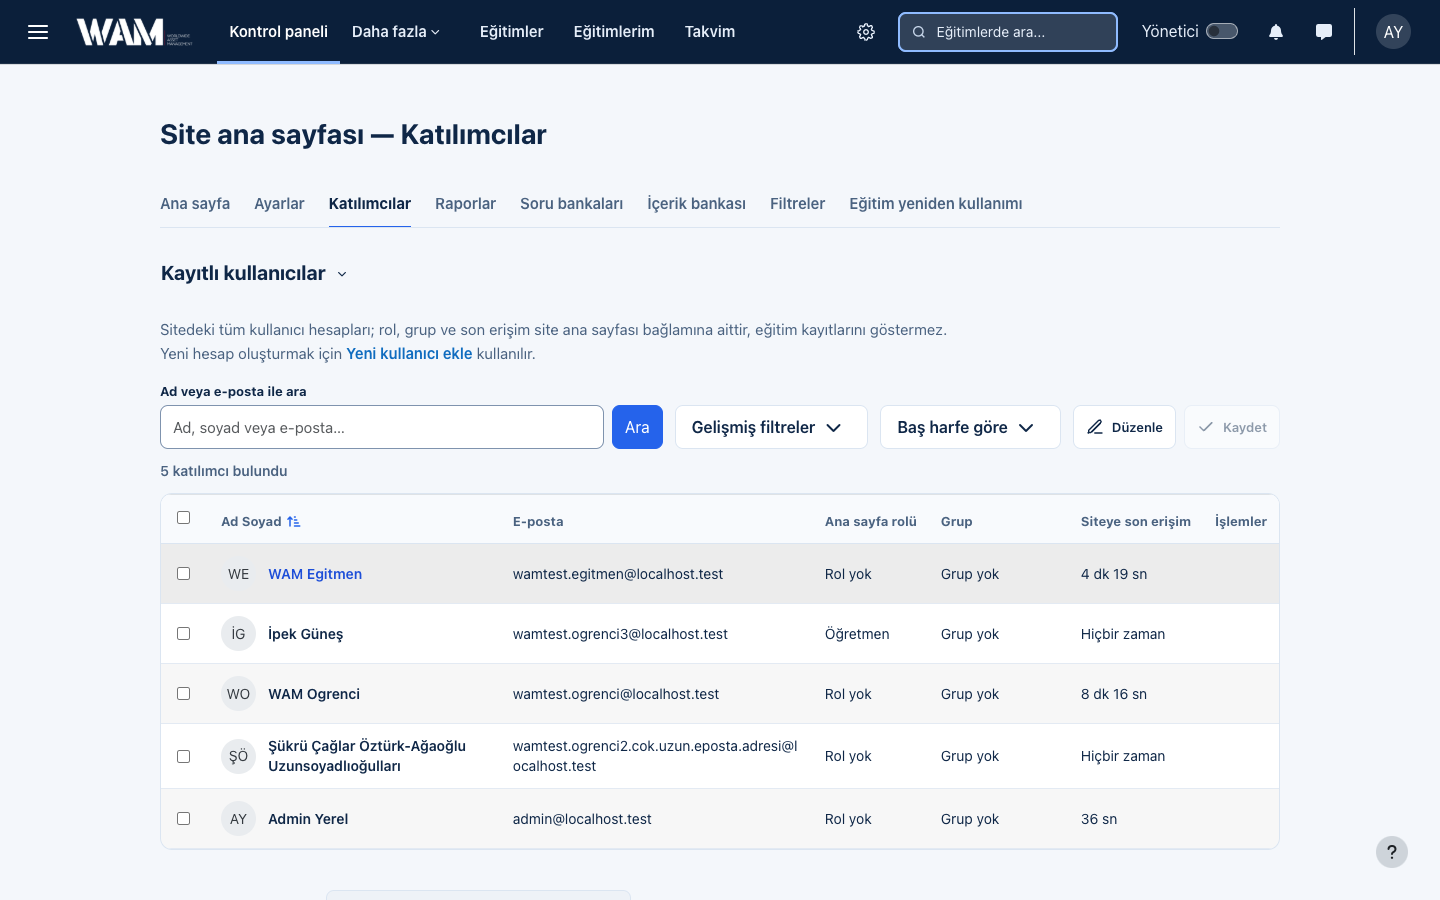 WAM WORLDWIDE ASSET MANAGEMENT
Kontrol paneli Daha fazla Eğitimler Eğitimlerim Takvim Eğitimlerde ara... Yönetici AY
Site ana sayfası — Katılımcılar
Ana sayfa Ayarlar Katılımcılar Raporlar Soru bankaları İçerik bankası Filtreler Eğitim yeniden kullanımı
Kayıtlı kullanıcılar
Sitedeki tüm kullanıcı hesapları; rol, grup ve son erişim site ana sayfası bağlamına aittir, eğitim kayıtlarını göstermez.
Yeni hesap oluşturmak için Yeni kullanıcı ekle kullanılır.
Ad veya e-posta ile ara
Ad, soyad veya e-posta... Ara Gelişmiş filtreler Baş harfe göre Düzenle Kaydet
5 katılımcı bulundu
Ad Soyad E-posta Ana sayfa rolü Grup Siteye son erişim İşlemler
WE WAM Egitmen wamtest.egitmen@localhost.test Rol yok Grup yok 4 dk 19 sn
İG İpek Güneş wamtest.ogrenci3@localhost.test Öğretmen Grup yok Hiçbir zaman
WO WAM Ogrenci wamtest.ogrenci@localhost.test Rol yok Grup yok 8 dk 16 sn
ŞÖ Şükrü Çağlar Öztürk-Ağaoğlu wamtest.ogrenci2.cok.uzun.eposta.adresi@l Rol yok Grup yok Hiçbir zaman
Uzunsoyadlıoğulları ocalhost.test
AY Admin Yerel admin@localhost.test Rol yok Grup yok 36 sn
?